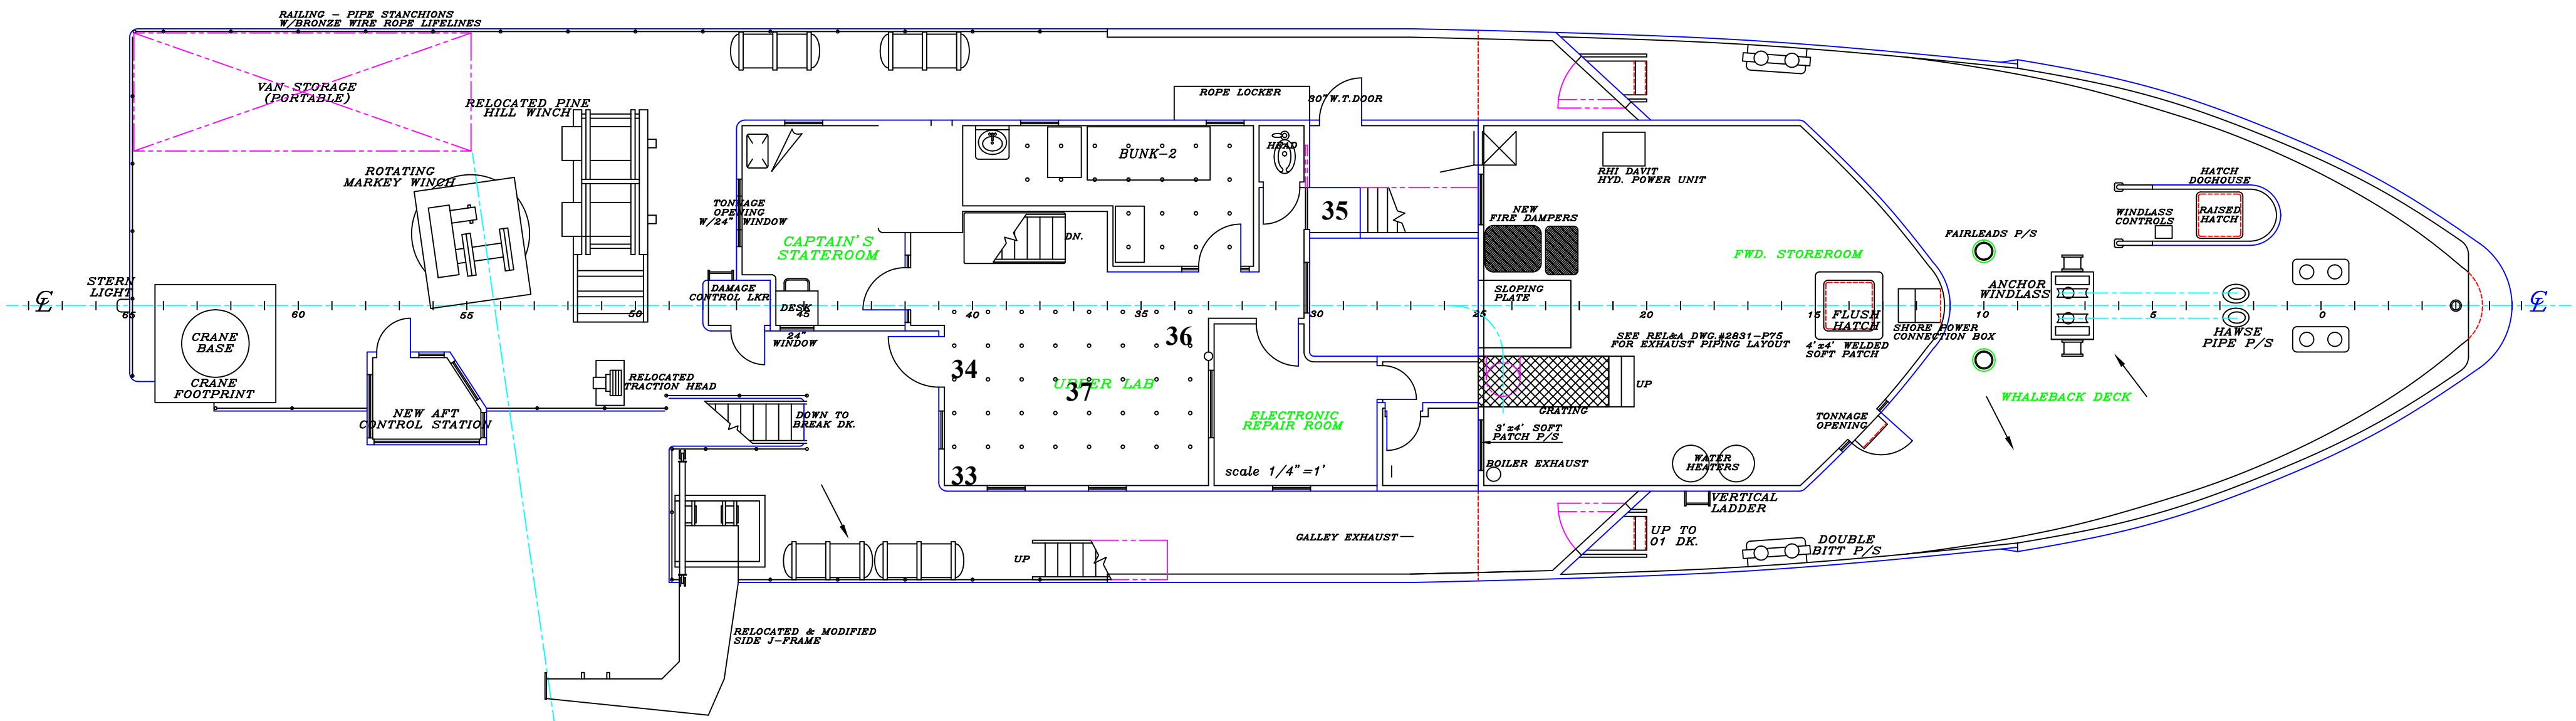 RAILING - PIPE STANCHIONS
W/BRONZE WIRE ROPE LIFELINES
VAN STORAGE
(PORTABLE)
RELOCATED PINE
HILL WINCH
ROTATING
MARKEY WINCH
STERN
LIGHT
CRANE
BASE
CRANE
FOOTPRINT
NEW AFT
CONTROL STATION
RELOCATED
TRACTION HEAD
TONNAGE
OPENING
W/24" WINDOW
CAPTAIN'S
STATEROOM
DAMAGE
CONTROL LKR.
DESK
24"
WINDOW
DOWN TO
BREAK DK.
RELOCATED & MODIFIED
SIDE J-FRAME
BUNK-2
DN.
ROPE LOCKER
HEAD
30"W.T.DOOR
35
36
34
37
33
UPPER LAB
ELECTRONIC
REPAIR ROOM
scale 1/4"=1'
UP
GALLEY EXHAUST
RHI DAVIT
HYD. POWER UNIT
NEW
FIRE DAMPERS
SLOPING
PLATE
FWD. STOREROOM
SEE REL&A DWG.#2831-P75
FOR EXHAUST PIPING LAYOUT
UP
GRATING
3'x4' SOFT
PATCH P/S
BOILER EXHAUST
WATER
HEATERS
VERTICAL
LADDER
UP TO
O1 DK.
DOUBLE
BITT P/S
TONNAGE
OPENING
FLUSH
HATCH
4'x4' WELDED
SOFT PATCH
SHORE POWER
CONNECTION BOX
FAIRLEADS P/S
ANCHOR
WINDLASS
WINDLASS
CONTROLS
HATCH
DOGHOUSE
RAISED
HATCH
HAWSE
PIPE P/S
WHALEBACK DECK
65 60 55 50 45 40 35 30 25 20 15 10 5 0